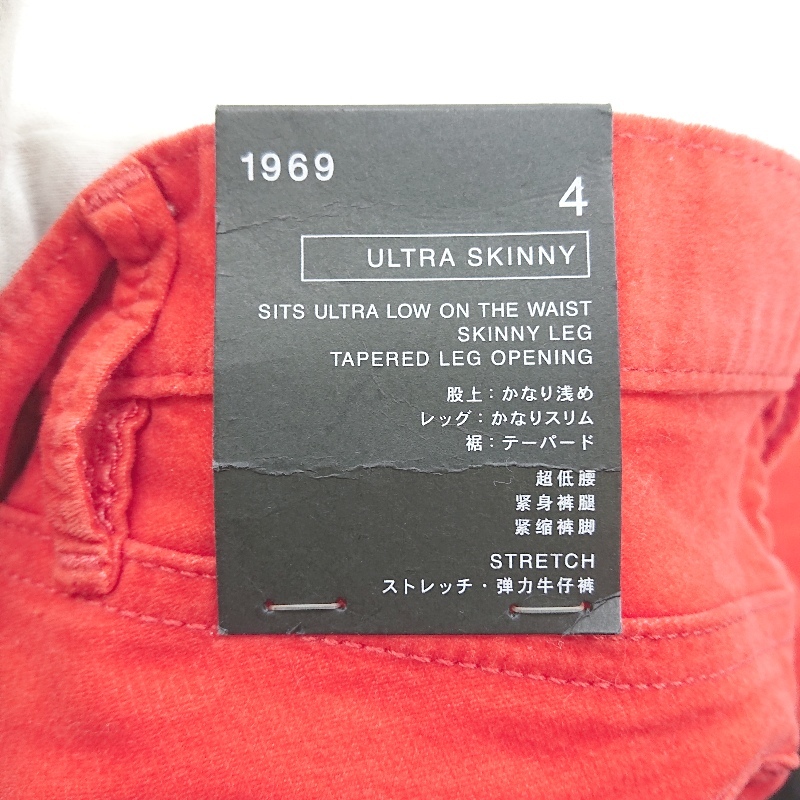 1969
4
ULTRA SKINNY
SITS ULTRA LOW ON THE WAIST
SKINNY LEG
TAPERED LEG OPENING
股上：かなり浅め
レッグ：かなりスリム
裾：テーパード
超低腰
紧身裤腿
紧缩裤脚
STRETCH
ストレッチ・弹力牛仔裤